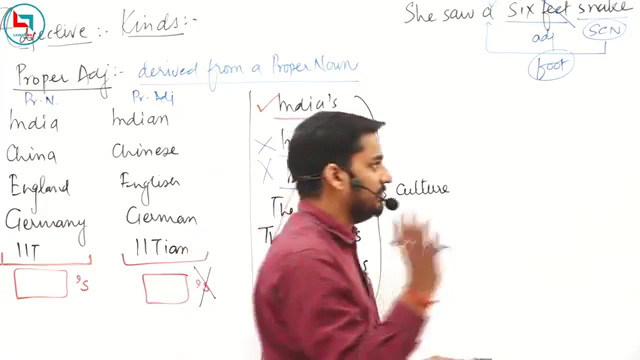 Adjective :- Kinds :-
She saw a six feet snake
adj
SCN
foot
Proper Adj :- derived from a Proper Noun
Pr. N. Pr. Adj
India Indian
China Chinese
England English
Germany German
IIT IITian
's 's
India's
culture